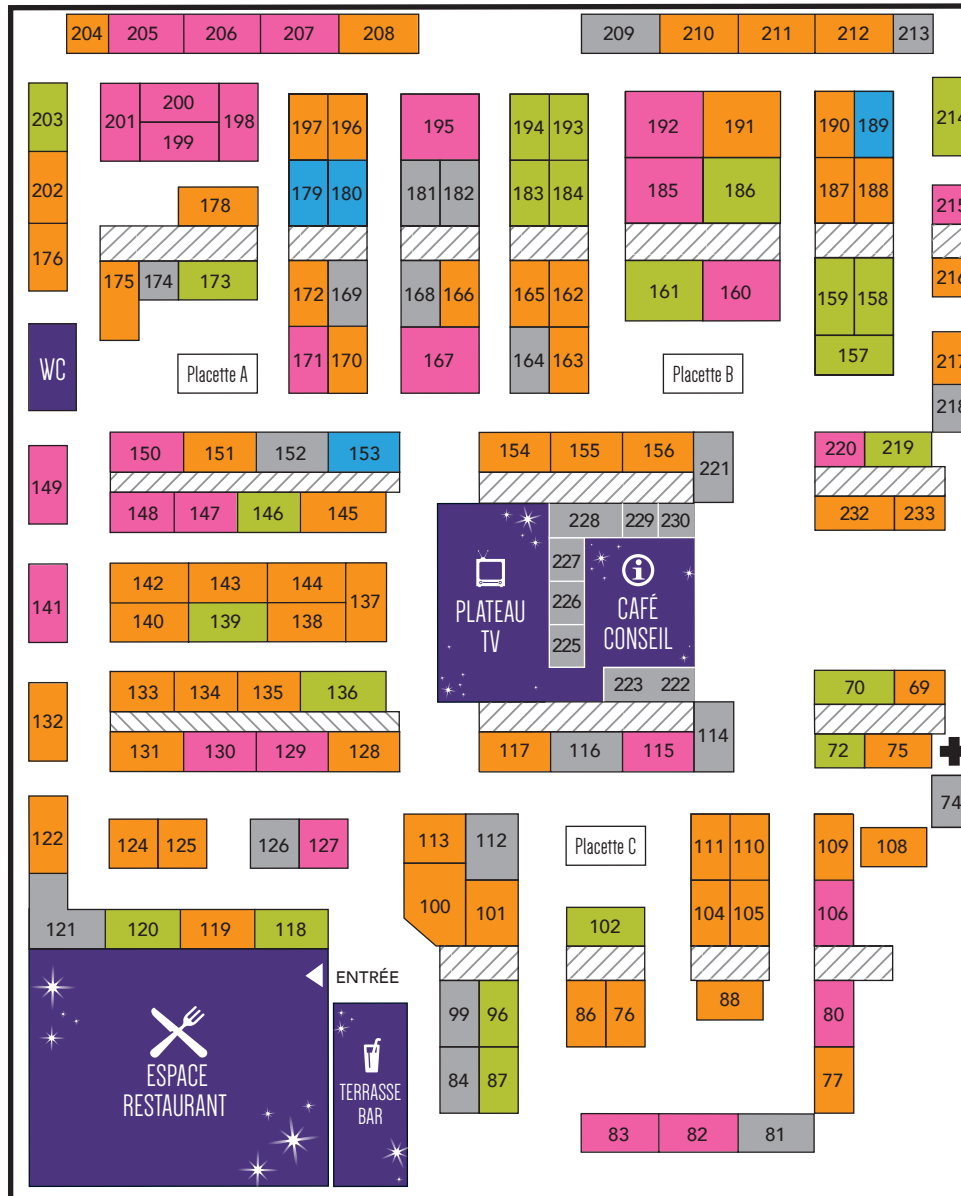 204 205 206 207 208 209 210 211 212 213
203 201 200 198 197 196 195 194 193 192 191 190 189 214
199
202 179 180 181 182 183 184 185 186 187 188
178 215
176 175 174 173 172 169 168 166 165 162 161 160 159 158 216
WC Placette A 171 170 167 164 163 Placette B 157 217
218
149 150 151 152 153 154 155 156 221 220 219
148 147 146 145 228 229 230 232 233
227
141 142 143 144 137 PLATEAU
TV 226 CAFÉ
CONSEIL
140 139 138 225
223 222
132 133 134 135 136 70 69
131 130 129 128 117 116 115 114 72 75
74
122 124 125 126 127 113 112 Placette C 111 110 109 108
100 101 104 105 106
121 120 119 118 102
ENTRÉE
99 96 86 76 88 80
ESPACE
RESTAURANT
TERRASSE
BAR
84 87 77
83 82 81